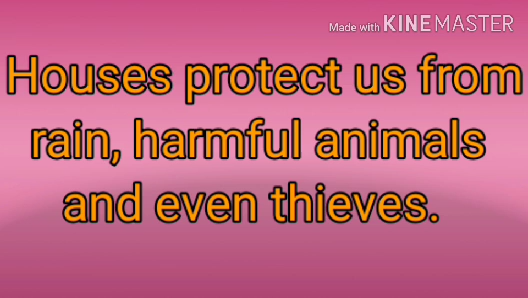 Made with KINEMASTER
Houses protect us from
rain, harmful animals
and even thieves.